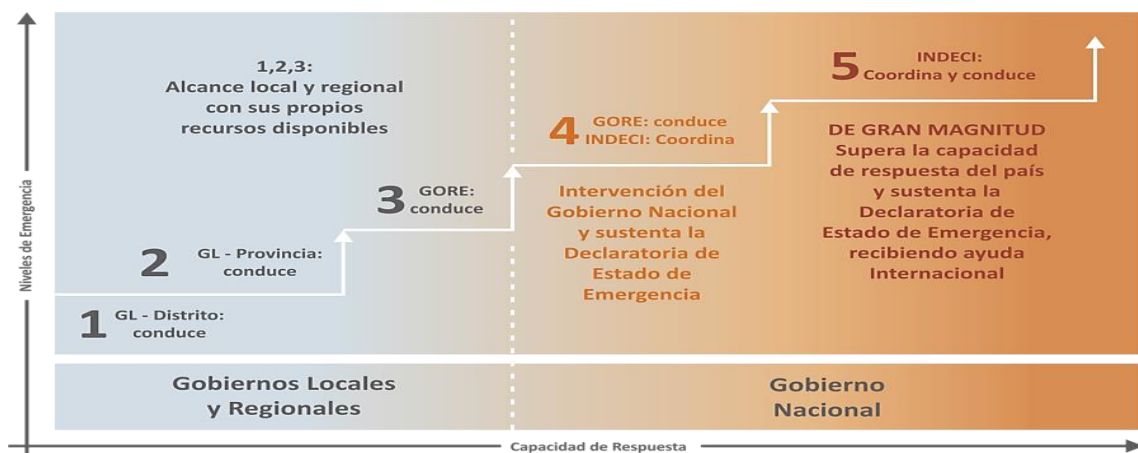 Niveles de Emergencia
1,2,3:
Alcance local y regional
con sus propios
recursos disponibles
1 GL - Distrito:
conduce
2 GL - Provincia:
conduce
3 GORE:
conduce
4 GORE: conduce
INDECI: Coordina
Intervención del
Gobierno Nacional
y sustenta la
Declaratoria de
Estado de
Emergencia
5 INDECI:
Coordina y conduce
DE GRAN MAGNITUD
Supera la capacidad
de respuesta del país
y sustenta la
Declaratoria de
Estado de Emergencia,
recibiendo ayuda
Internacional
Gobiernos Locales
y Regionales
Gobierno
Nacional
Capacidad de Respuesta